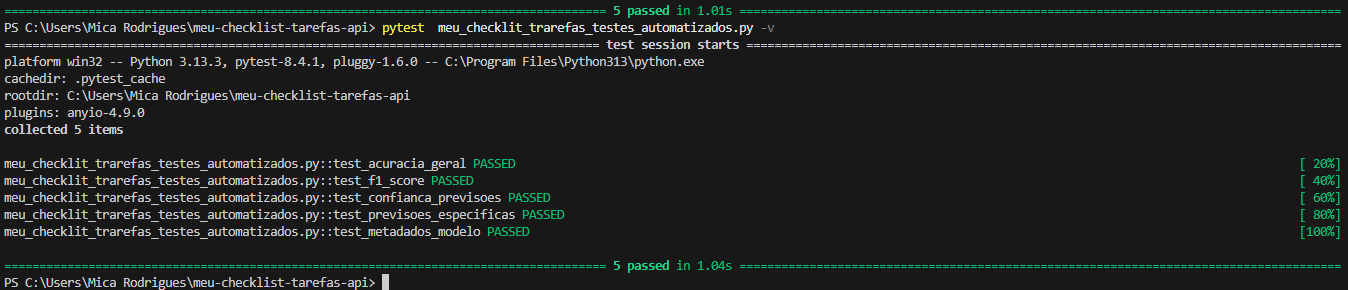 ============ 5 passed in 1.01s ============
PS C:\Users\Mica Rodrigues\meu-checklist-tarefas-api> pytest  meu_checklit_trarefas_testes_automatizados.py -v
============ test session starts ============
platform win32 -- Python 3.13.3, pytest-8.4.1, pluggy-1.6.0 -- C:\Program Files\Python313\python.exe
cachedir: .pytest_cache
rootdir: C:\Users\Mica Rodrigues\meu-checklist-tarefas-api
plugins: anyio-4.9.0
collected 5 items
meu_checklit_trarefas_testes_automatizados.py::test_acuracia_geral PASSED [ 20%]
meu_checklit_trarefas_testes_automatizados.py::test_f1_score PASSED [ 40%]
meu_checklit_trarefas_testes_automatizados.py::test_confianca_previsoes PASSED [ 60%]
meu_checklit_trarefas_testes_automatizados.py::test_previsoes_especificas PASSED [ 80%]
meu_checklit_trarefas_testes_automatizados.py::test_metadados_modelo PASSED [100%]
============ 5 passed in 1.04s ============
PS C:\Users\Mica Rodrigues\meu-checklist-tarefas-api>